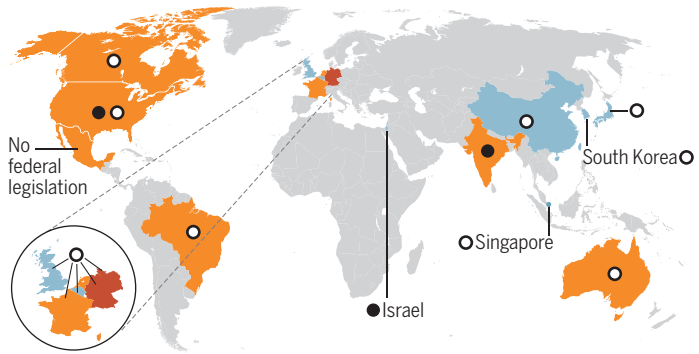 No
federal
legislation
South Korea
Singapore
Israel